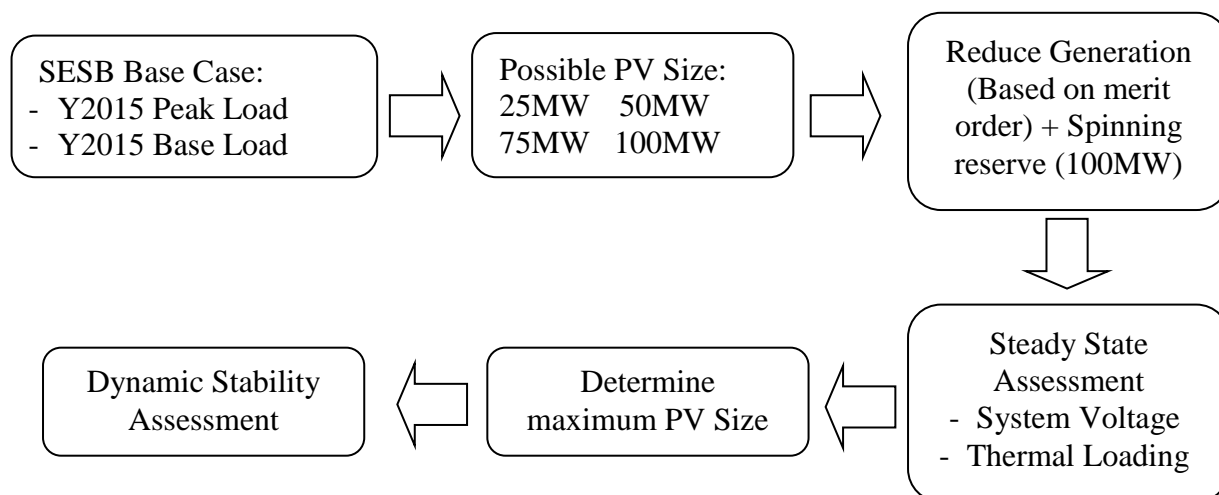 SESB Base Case:
- Y2015 Peak Load
- Y2015 Base Load
Possible PV Size:
25MW 50MW
75MW 100MW
Reduce Generation
(Based on merit
order) + Spinning
reserve (100MW)
Steady State
Assessment
- System Voltage
- Thermal Loading
Determine
maximum PV Size
Dynamic Stability
Assessment